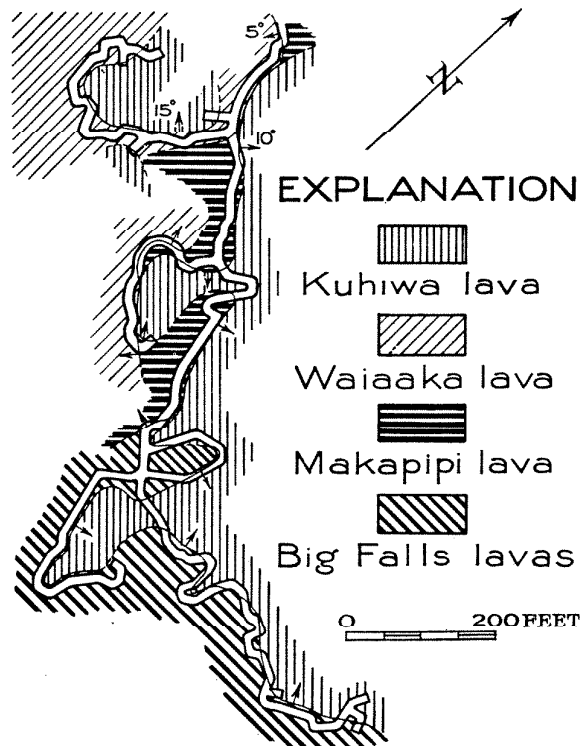 5°
15°
10°
N
EXPLANATION
Kuhiwa lava
Waiaaka lava
Makapipi lava
Big Falls lavas
0 200 FEET